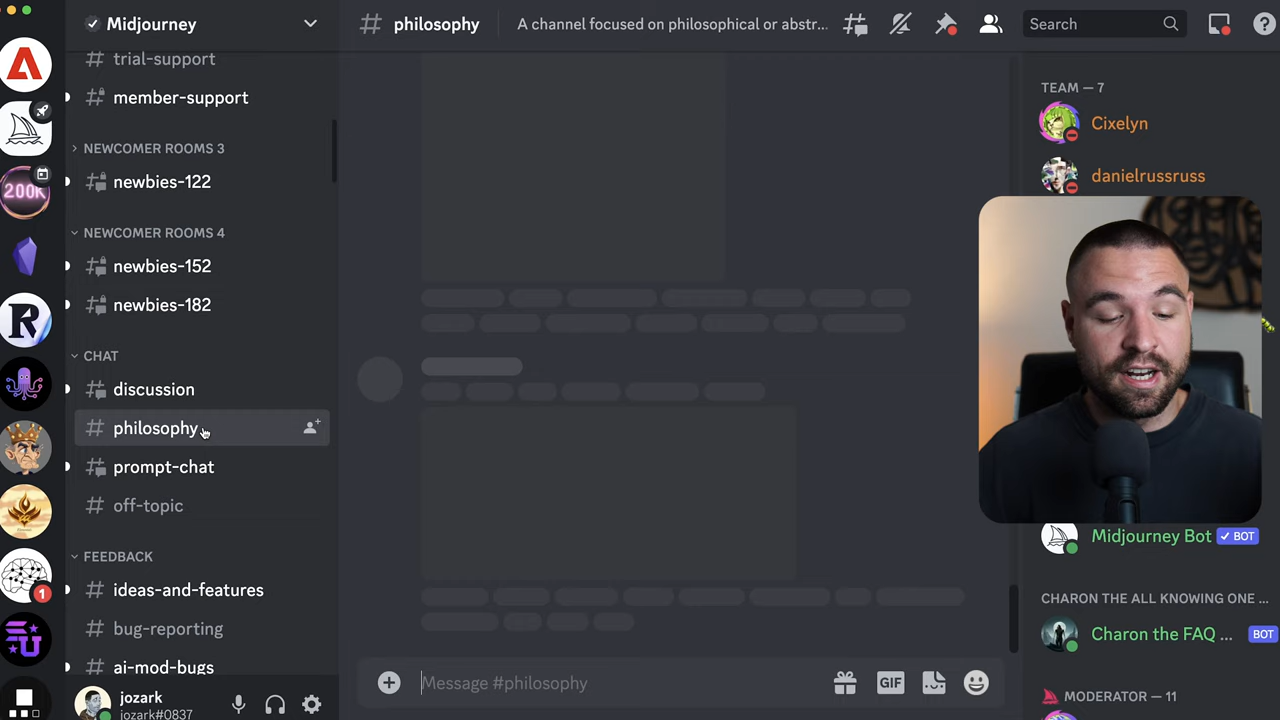 Midjourney
trial-support
member-support
NEWCOMER ROOMS 3
newbies-122
NEWCOMER ROOMS 4
newbies-152
newbies-182
CHAT
discussion
philosophy
prompt-chat
off-topic
FEEDBACK
ideas-and-features
bug-reporting
ai-mod-bugs
jozark
jozark#0837
200K
1
philosophy
A channel focused on philosophical or abstr...
Search
Message #philosophy
GIF
TEAM — 7
Cixelyn
danielrussruss
Midjourney Bot BOT
CHARON THE ALL KNOWING ONE ...
Charon the FAQ ... BOT
MODERATOR — 11